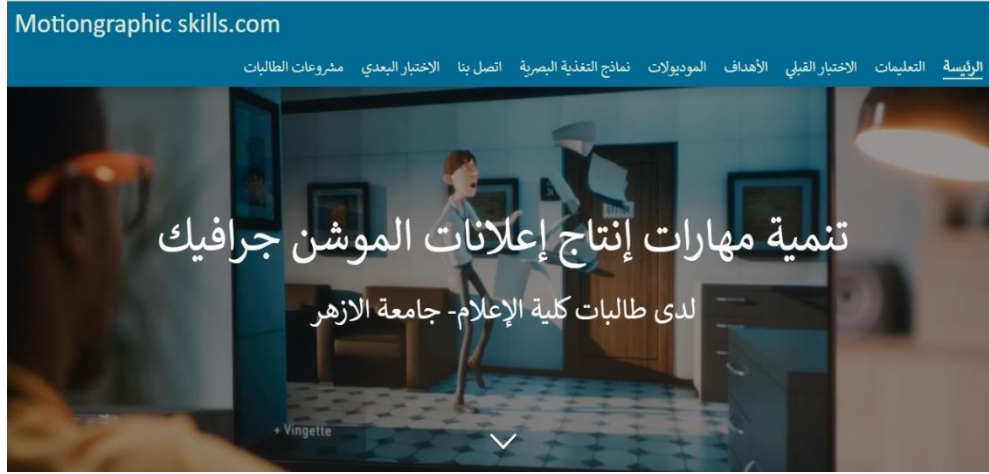 Motiongraphic skills.com
الرئيسة التعليمات الاختبار القبلي الأهداف الموديولات نماذج التغذية البصرية اتصل بنا الاختبار البعدي مشروعات الطالبات
تنمية مهارات إنتاج إعلانات الموشن جرافيك
لدى طالبات كلية الإعلام- جامعة الازهر
+ Vingette